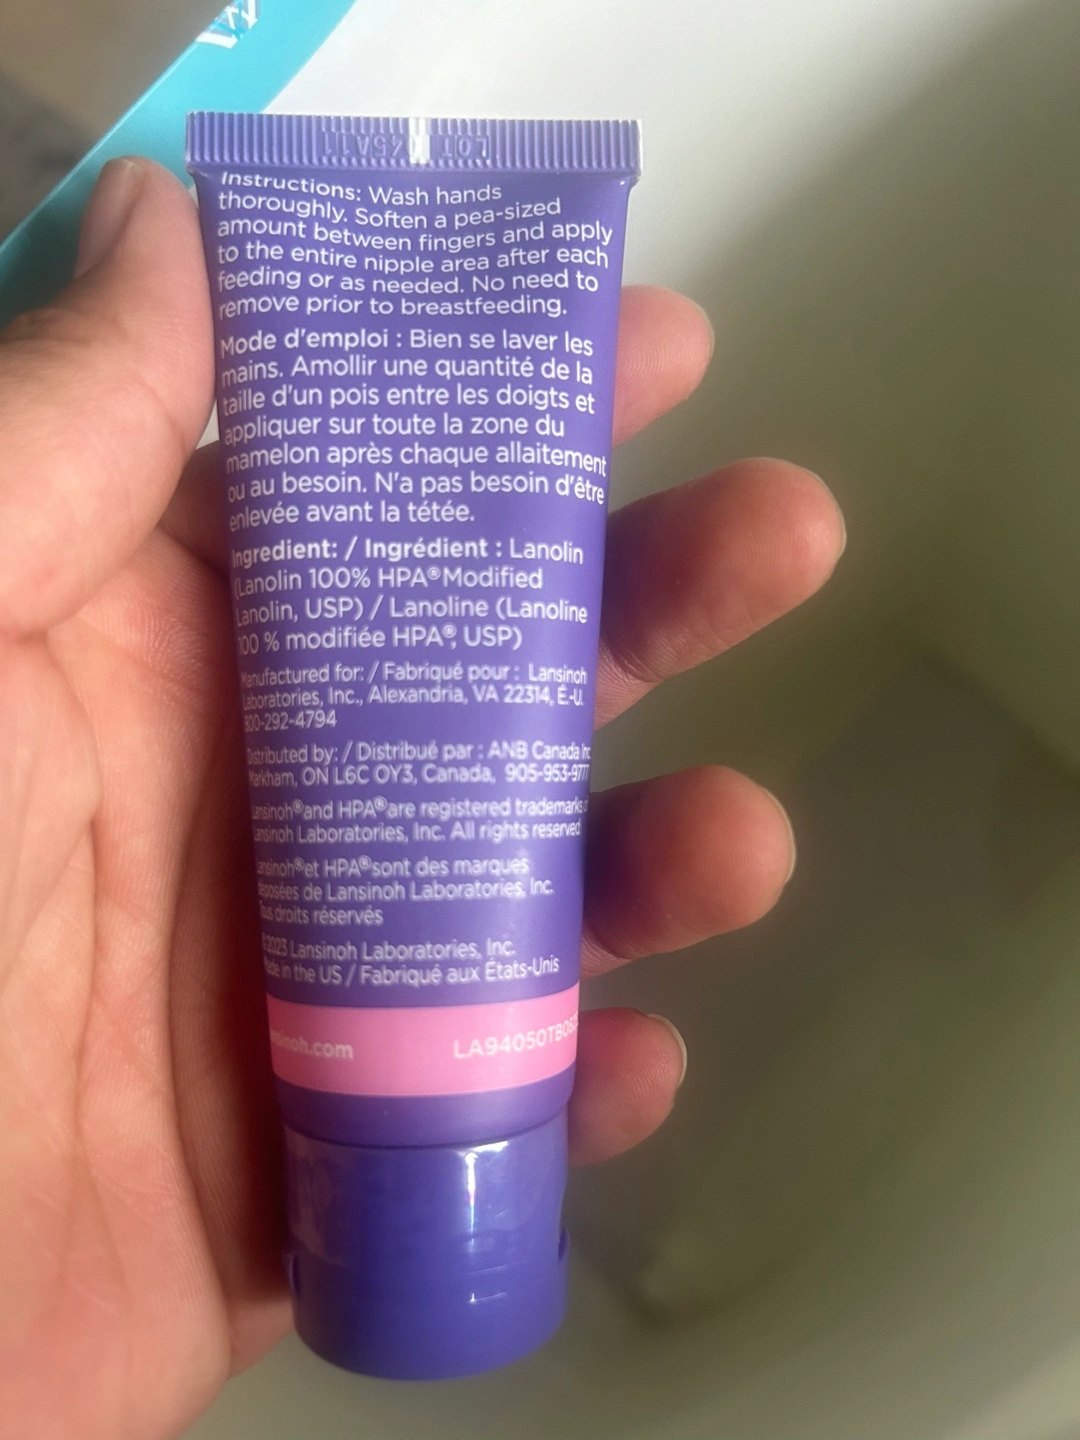 Instructions: Wash hands
thoroughly. Soften a pea-sized
amount between fingers and apply
to the entire nipple area after each
feeding or as needed. No need to
remove prior to breastfeeding.
Mode d'emploi : Bien se laver les
mains. Amollir une quantité de la
taille d'un pois entre les doigts et
appliquer sur toute la zone du
mamelon après chaque allaitement
ou au besoin. N'a pas besoin d'être
enlevée avant la tétée.
Ingredient: / Ingrédient : Lanolin
(Lanolin 100% HPA® Modified
Lanolin, USP) / Lanoline (Lanoline
100 % modifiée HPA®, USP)
Manufactured for: / Fabriqué pour : Lansinoh
Laboratories, Inc., Alexandria, VA 22314, É.-U.
800-292-4794
Distributed by: / Distribué par : ANB Canada Inc
Markham, ON L6C OY3, Canada, 905-953-9777
Lansinoh® and HPA® are registered trademarks of
Lansinoh Laboratories, Inc. All rights reserved
Lansinoh® et HPA® sont des marques
déposées de Lansinoh Laboratories, Inc.
Tous droits réservés
©2023 Lansinoh Laboratories, Inc.
Made in the US / Fabriqué aux États-Unis
nsinoh.com LA94050TB0